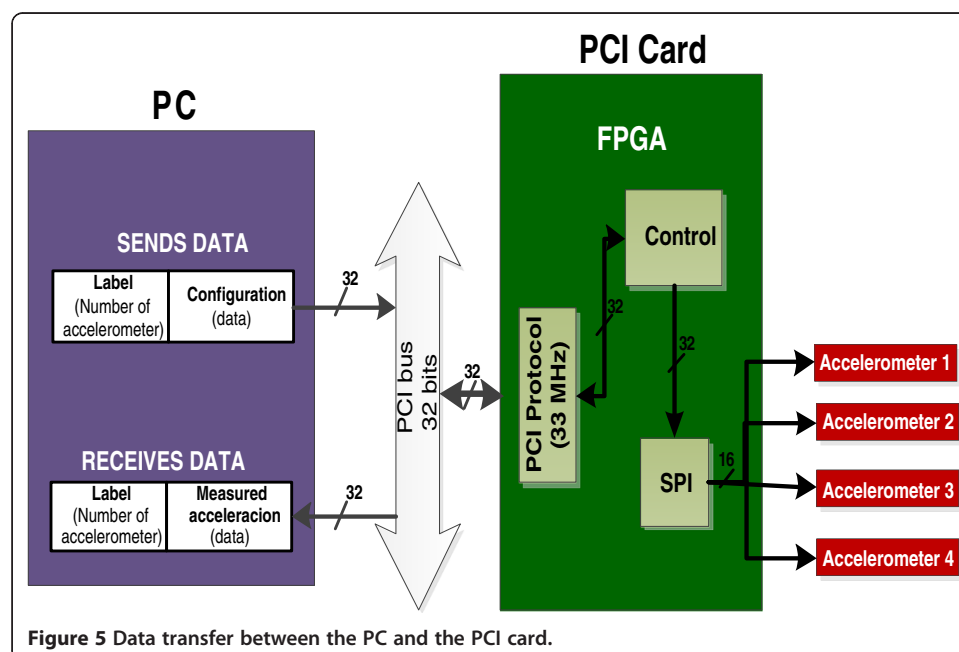 PCI Card
PC
FPGA
Control
SENDS DATA
Label
(Number of
accelerometer)
Configuration
(data)
32
PCI bus
32 bits
32
PCI Protocol
(33 MHz)
32
32
SPI
16
Accelerometer 1
Accelerometer 2
Accelerometer 3
Accelerometer 4
RECEIVES DATA
Label
(Number of
accelerometer)
Measured
acceleracion
(data)
32
Figure 5 Data transfer between the PC and the PCI card.